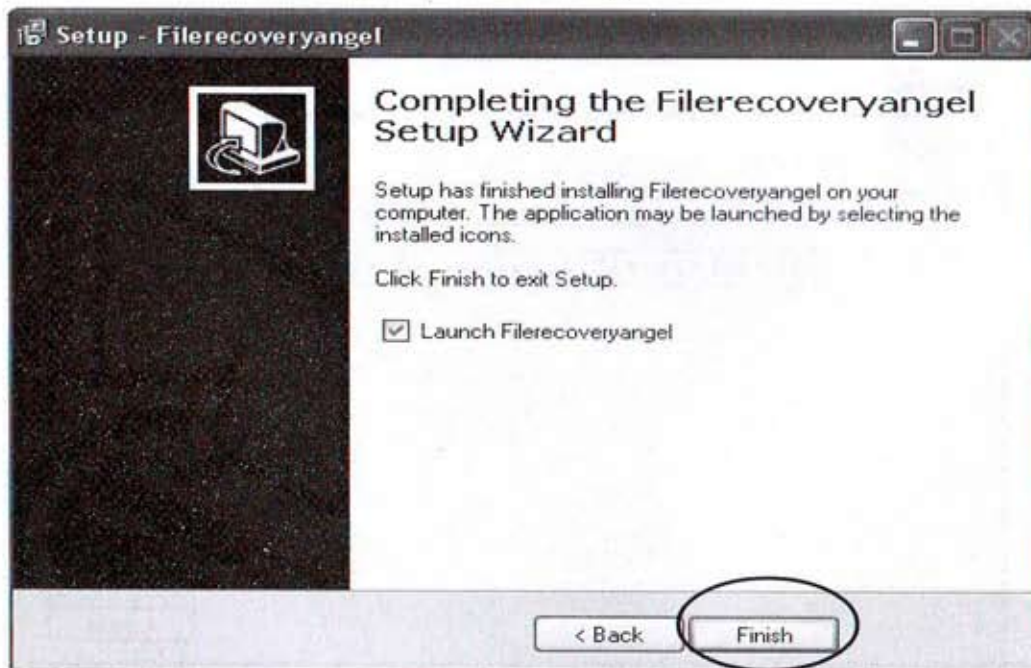 Setup - Filerecoveryangel
Completing the Filerecoveryangel
Setup Wizard
Setup has finished installing Filerecoveryangel on your
computer. The application may be launched by selecting the
installed icons.
Click Finish to exit Setup.
Launch Filerecoveryangel
< Back
Finish